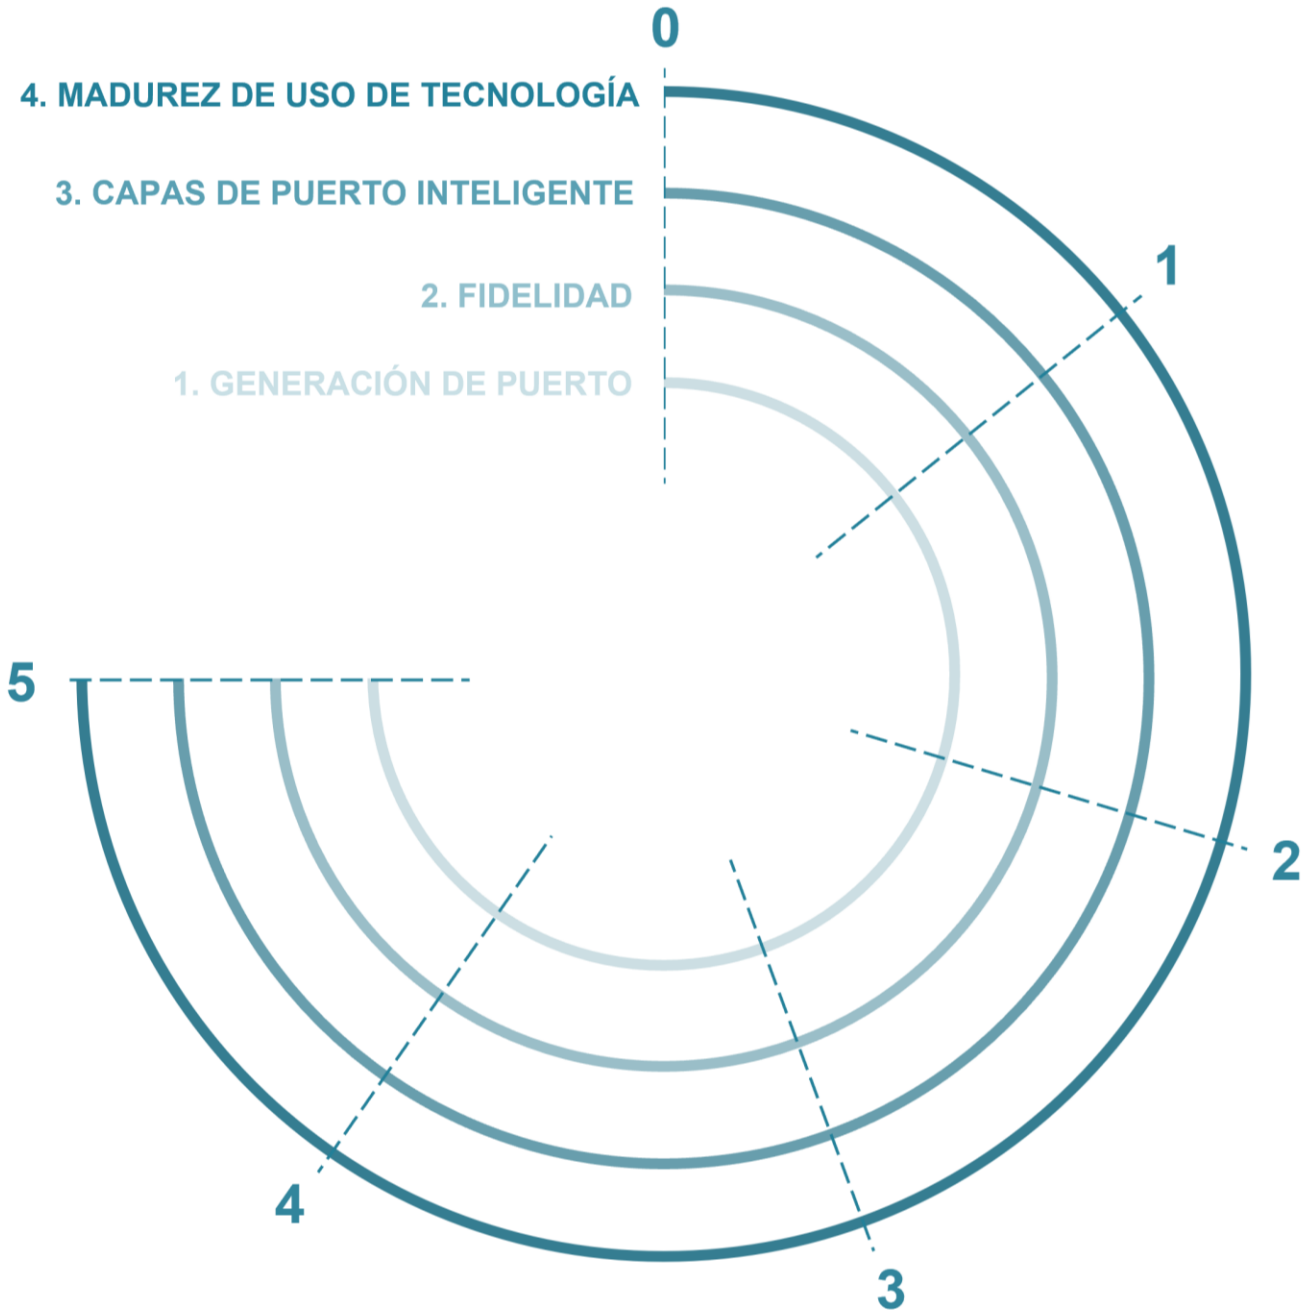 0
4. MADUREZ DE USO DE TECNOLOGÍA
3. CAPAS DE PUERTO INTELIGENTE
1
2. FIDELIDAD
1. GENERACIÓN DE PUERTO
5
2
4
3